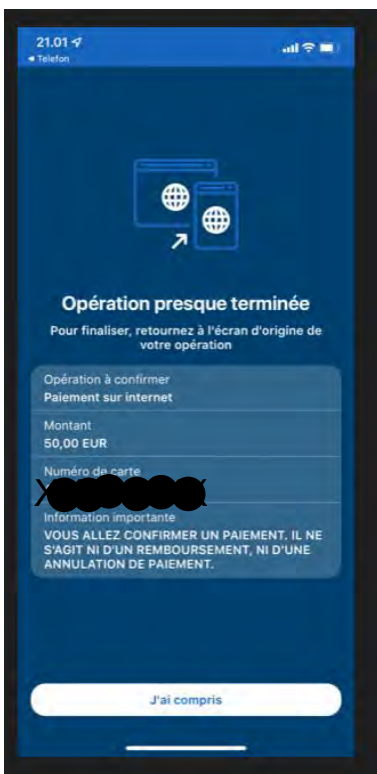 21.01
◂ Telefon
Opération presque terminée
Pour finaliser, retournez à l'écran d'origine de
votre opération
Opération à confirmer
Paiement sur internet
Montant
50,00 EUR
Numéro de carte
Information importante
VOUS ALLEZ CONFIRMER UN PAIEMENT. IL NE
S'AGIT NI D'UN REMBOURSEMENT, NI D'UNE
ANNULATION DE PAIEMENT.
J'ai compris